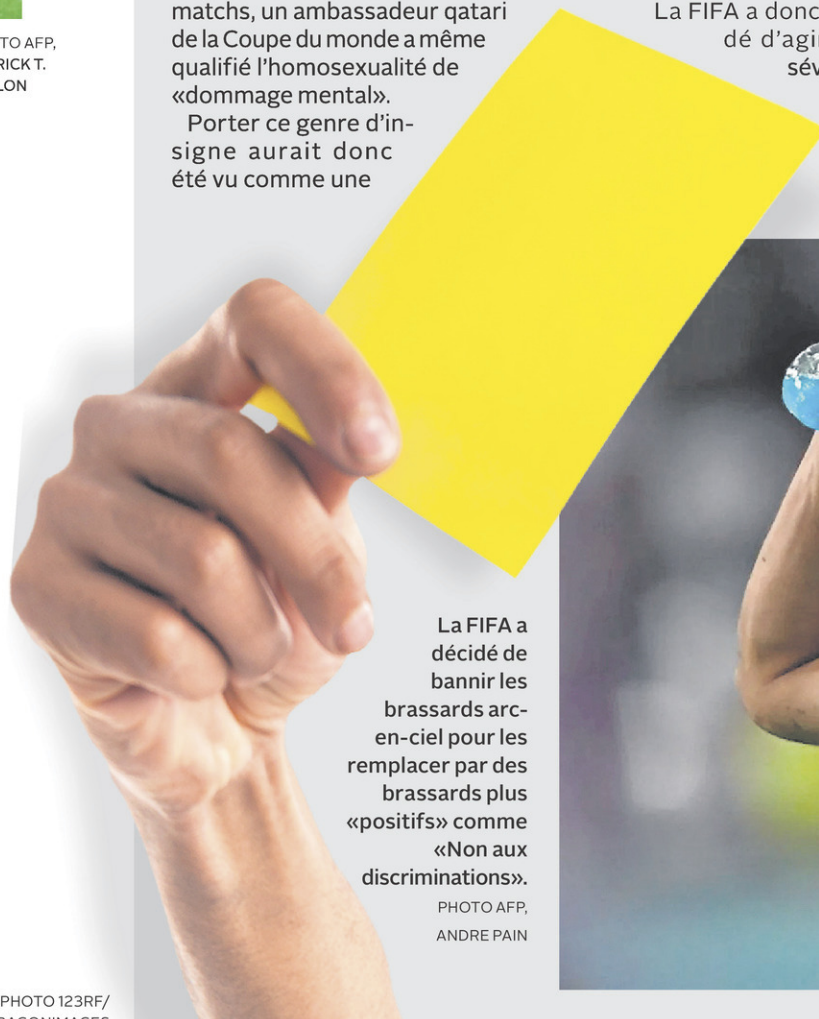 TO AFP,
RICK T.
LON
matchs, un ambassadeur qatari
de la Coupe du monde a même
qualifié l'homosexualité de
«dommage mental».
Porter ce genre d'in-
signe aurait donc
été vu comme une
La FIFA a donc
dé d'agir
sév
La FIFA a
décidé de
bannir les
brassards arc-
en-ciel pour les
remplacer par des
brassards plus
«positifs» comme
«Non aux
discriminations».
PHOTO AFP,
ANDRE PAIN
PHOTO 123RF/